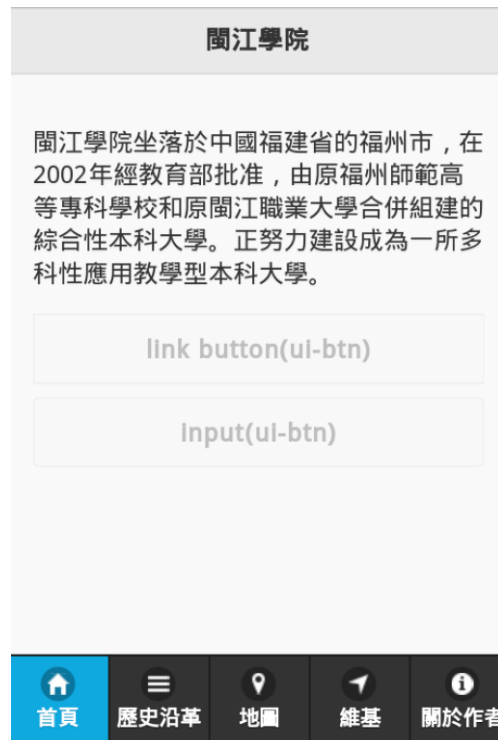 閩江學院
閩江學院坐落於中國福建省的福州市，在
2002年經教育部批准，由原福州師範高
等專科學校和原閩江職業大學合併組建的
綜合性本科大學。正努力建設成為一所多
科性應用教學型本科大學。
link button(ui-btn)
input(ui-btn)
首頁
歷史沿革
地圖
維基
關於作者